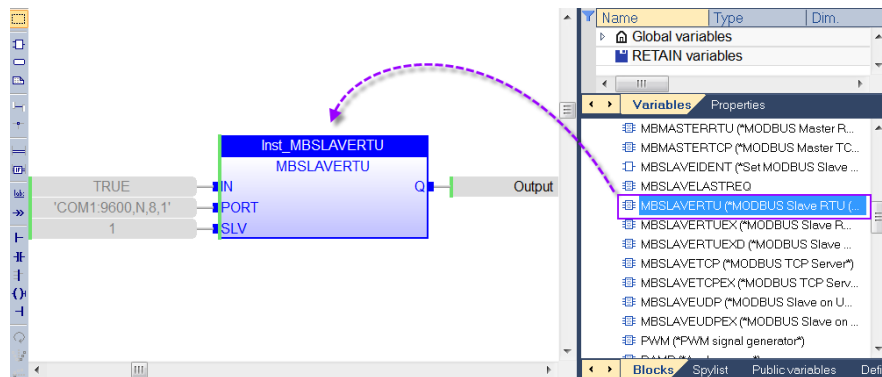 Name Type Dim.
Global variables
RETAIN variables
Variables Properties
Inst_MBSLAVERTU
MBSLAVERTU
TRUE IN Q Output
'COM1:9600,N,8,1' PORT
1 SLV
MBMASTERRTU (*MODBUS Master R...
MBMASTERTCP (*MODBUS Master TC...
MBSLAVEIDENT (*Set MODBUS Slave ...
MBSLAVELASTREQ
MBSLAVERTU (*MODBUS Slave RTU (...
MBSLAVERTUEX (*MODBUS Slave R...
MBSLAVERTUEXD (*MODBUS Slave ...
MBSLAVETCP (*MODBUS TCP Server*)
MBSLAVETCPEX (*MODBUS TCP Serv...
MBSLAVEUDP (*MODBUS Slave on U...
MBSLAVEUDPEX (*MODBUS Slave on ...
PWM (*PWM signal generator*)
Blocks Spylist Public variables Defi